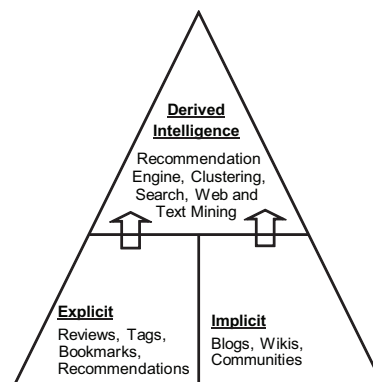 Derived
Intelligence
Recommendation
Engine, Clustering,
Search, Web and
Text Mining
Explicit
Reviews, Tags,
Bookmarks,
Recommendations
Implicit
Blogs, Wikis,
Communities